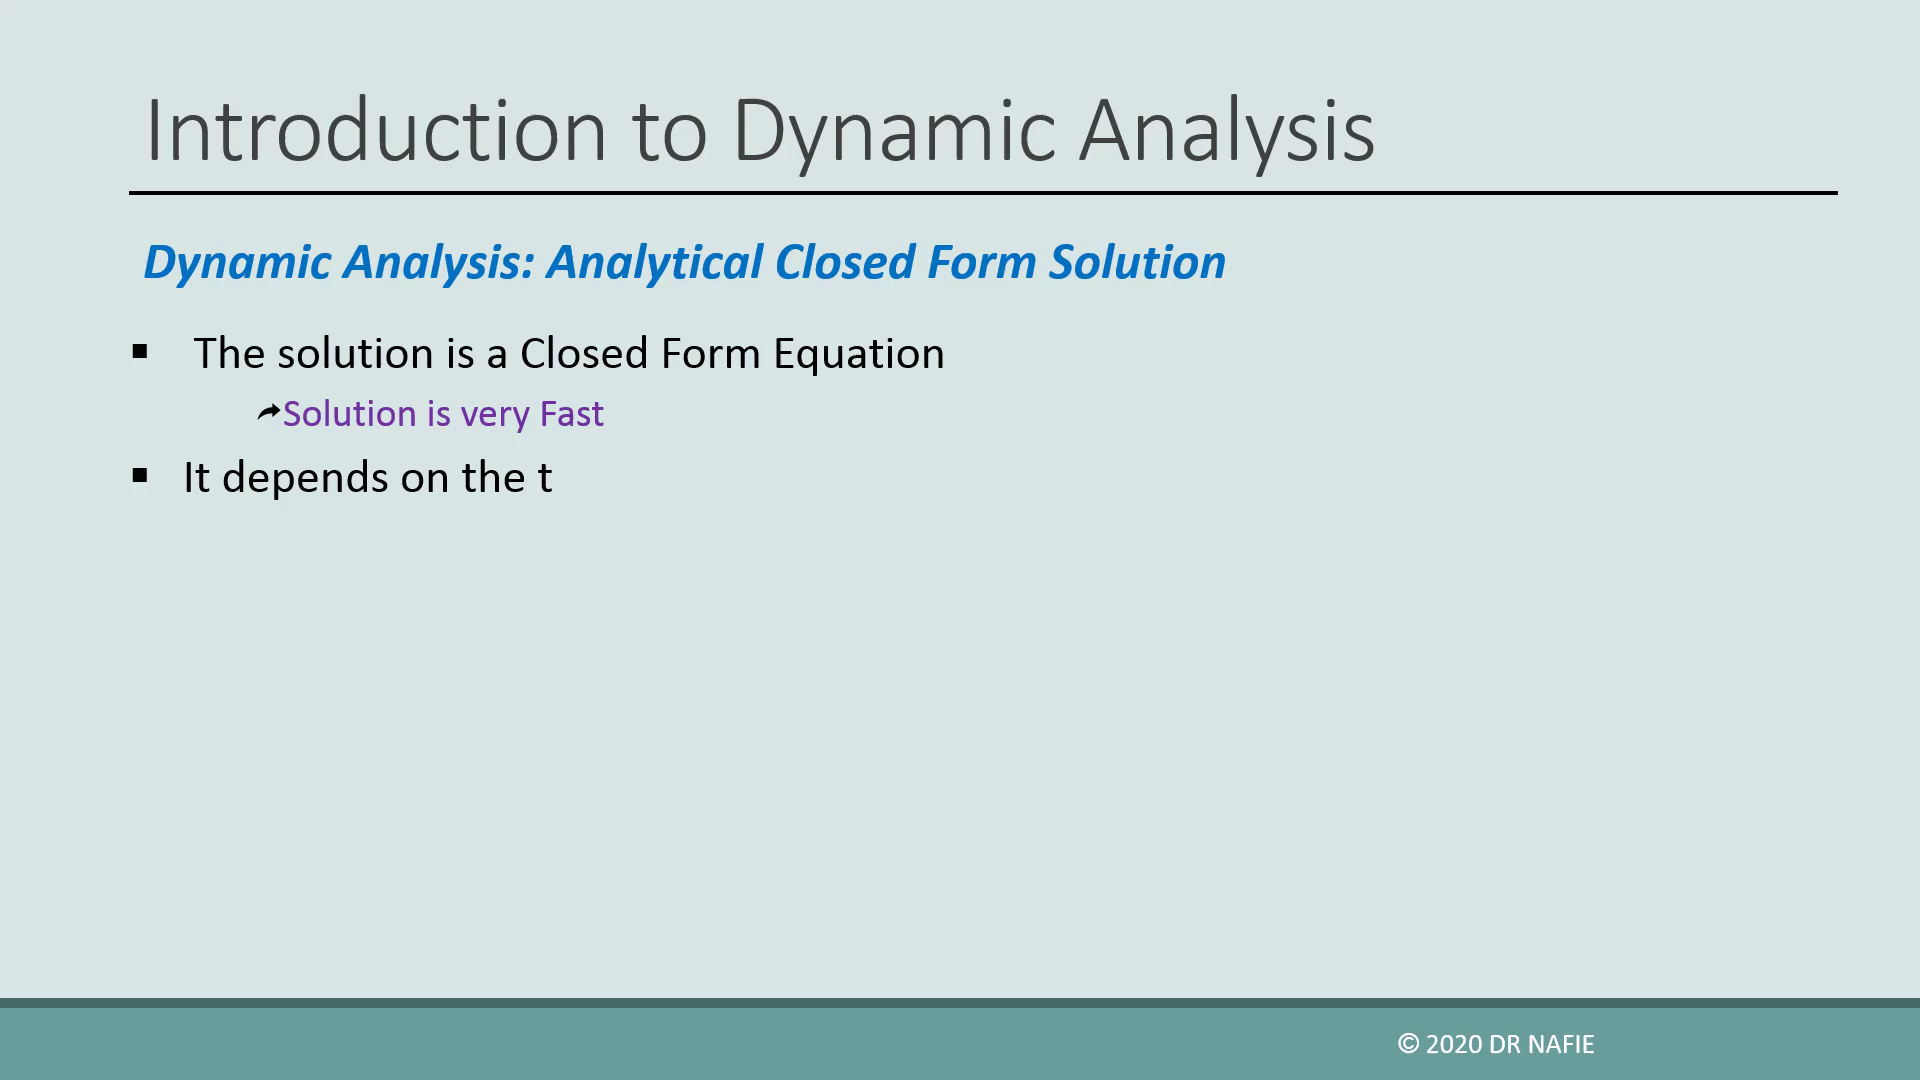 Introduction to Dynamic Analysis
Dynamic Analysis: Analytical Closed Form Solution
▪ The solution is a Closed Form Equation
Solution is very Fast
▪ It depends on the t
© 2020 DR NAFIE